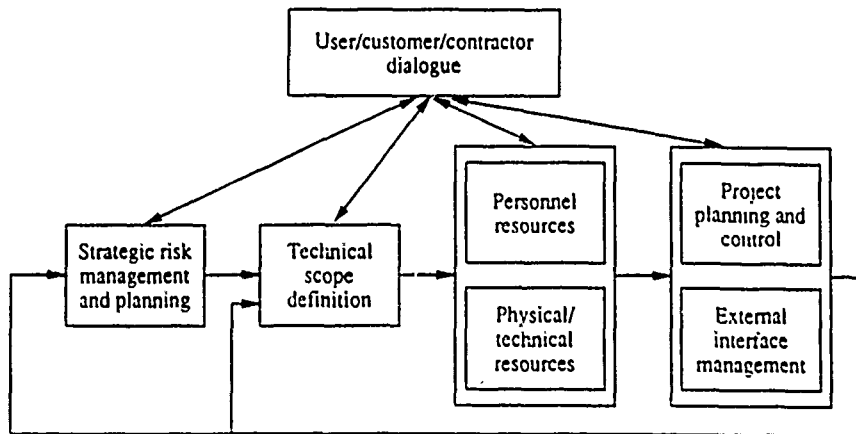 User/customer/contractor
dialogue
Strategic risk
management
and planning
Technical
scope
definition
Personnel
resources
Physical/
technical
resources
Project
planning and
control
External
interface
management